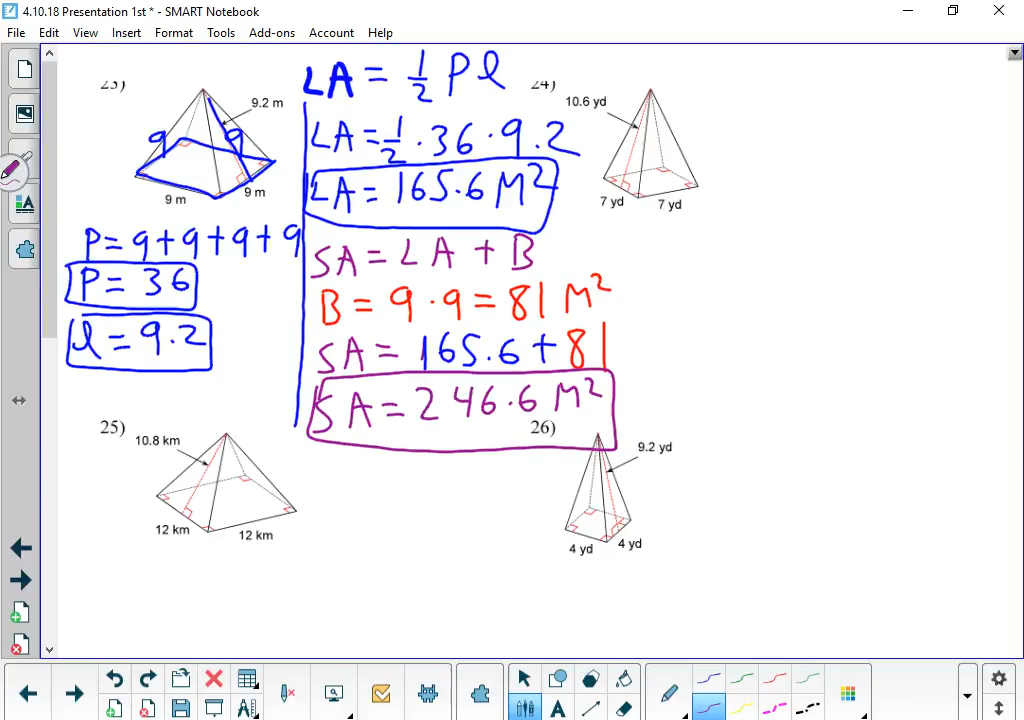 4.10.18 Presentation 1st * - SMART Notebook
File Edit View Insert Format Tools Add-ons Account Help
LA = 1/2 P l
24)
9.2 m
10.6 yd
9 9
9 m
9 m
LA = 1/2 · 36 · 9.2
LA = 165.6 M²
7 yd
7 yd
P = 9 + 9 + 9 + 9
P = 36
l = 9.2
SA = LA + B
B = 9 · 9 = 81 M²
SA = 165.6 + 81
SA = 246.6 M²
25)
10.8 km
12 km
12 km
26)
9.2 yd
4 yd
4 yd
A
A